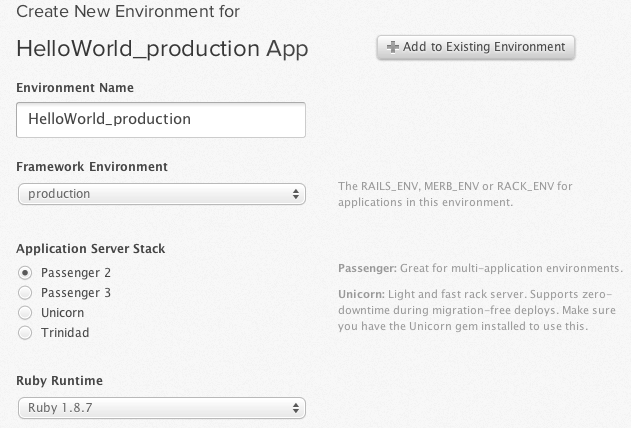 Create New Environment for
HelloWorld_production App
Add to Existing Environment
Environment Name
HelloWorld_production
Framework Environment
production
The RAILS_ENV, MERB_ENV or RACK_ENV for
applications in this environment.
Application Server Stack
Passenger 2
Passenger 3
Unicorn
Trinidad
Passenger: Great for multi-application environments.
Unicorn: Light and fast rack server. Supports zero-
downtime during migration-free deploys. Make sure
you have the Unicorn gem installed to use this.
Ruby Runtime
Ruby 1.8.7